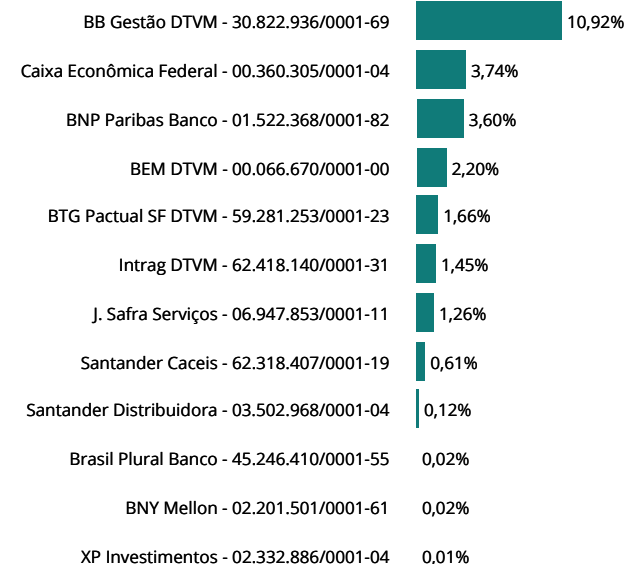 BB Gestão DTVM - 30.822.936/0001-69 10,92%
Caixa Econômica Federal - 00.360.305/0001-04 3,74%
BNP Paribas Banco - 01.522.368/0001-82 3,60%
BEM DTVM - 00.066.670/0001-00 2,20%
BTG Pactual SF DTVM - 59.281.253/0001-23 1,66%
Intrag DTVM - 62.418.140/0001-31 1,45%
J. Safra Serviços - 06.947.853/0001-11 1,26%
Santander Caceis - 62.318.407/0001-19 0,61%
Santander Distribuidora - 03.502.968/0001-04 0,12%
Brasil Plural Banco - 45.246.410/0001-55 0,02%
BNY Mellon - 02.201.501/0001-61 0,02%
XP Investimentos - 02.332.886/0001-04 0,01%